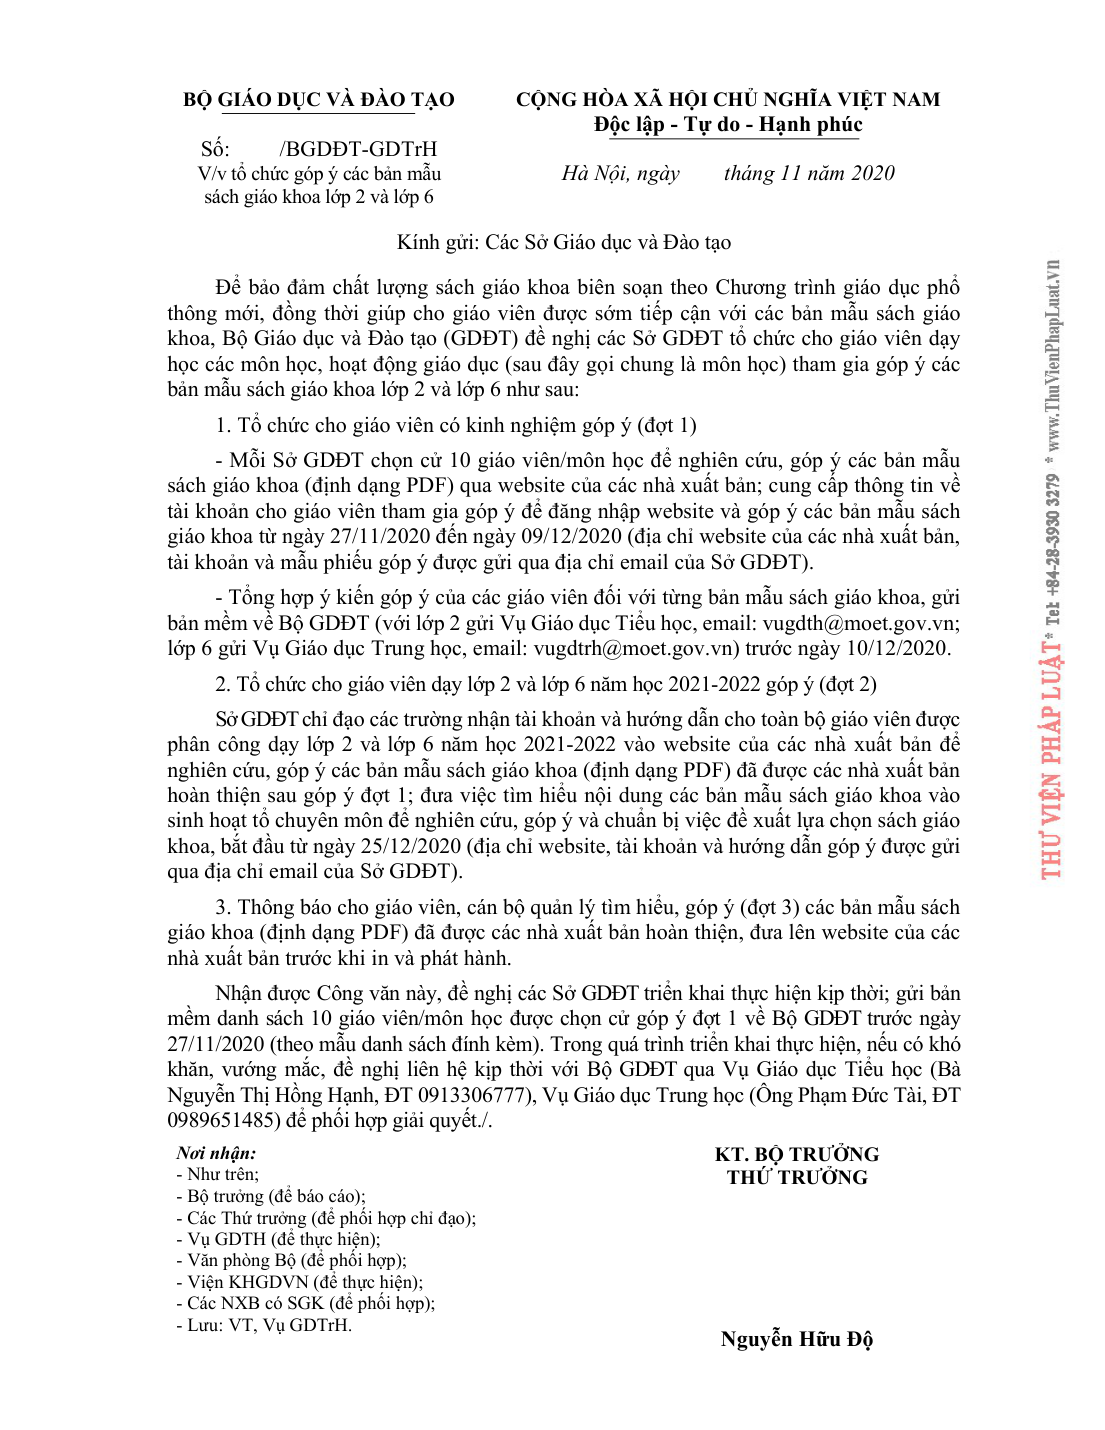 BỘ GIÁO DỤC VÀ ĐÀO TẠO
CỘNG HÒA XÃ HỘI CHỦ NGHĨA VIỆT NAM
Độc lập - Tự do - Hạnh phúc
Số: /BGDĐT-GDTrH
V/v tổ chức góp ý các bản mẫu
sách giáo khoa lớp 2 và lớp 6
Hà Nội, ngày tháng 11 năm 2020
Kính gửi: Các Sở Giáo dục và Đào tạo
Để bảo đảm chất lượng sách giáo khoa biên soạn theo Chương trình giáo dục phổ
thông mới, đồng thời giúp cho giáo viên được sớm tiếp cận với các bản mẫu sách giáo
khoa, Bộ Giáo dục và Đào tạo (GDĐT) đề nghị các Sở GDĐT tổ chức cho giáo viên dạy
học các môn học, hoạt động giáo dục (sau đây gọi chung là môn học) tham gia góp ý các
bản mẫu sách giáo khoa lớp 2 và lớp 6 như sau:
1. Tổ chức cho giáo viên có kinh nghiệm góp ý (đợt 1)
- Mỗi Sở GDĐT chọn cử 10 giáo viên/môn học để nghiên cứu, góp ý các bản mẫu
sách giáo khoa (định dạng PDF) qua website của các nhà xuất bản; cung cấp thông tin về
tài khoản cho giáo viên tham gia góp ý để đăng nhập website và góp ý các bản mẫu sách
giáo khoa từ ngày 27/11/2020 đến ngày 09/12/2020 (địa chỉ website của các nhà xuất bản,
tài khoản và mẫu phiếu góp ý được gửi qua địa chỉ email của Sở GDĐT).
- Tổng hợp ý kiến góp ý của các giáo viên đối với từng bản mẫu sách giáo khoa, gửi
bản mềm về Bộ GDĐT (với lớp 2 gửi Vụ Giáo dục Tiểu học, email: vugdth@moet.gov.vn;
lớp 6 gửi Vụ Giáo dục Trung học, email: vugdtrh@moet.gov.vn) trước ngày 10/12/2020.
2. Tổ chức cho giáo viên dạy lớp 2 và lớp 6 năm học 2021-2022 góp ý (đợt 2)
Sở GDĐT chỉ đạo các trường nhận tài khoản và hướng dẫn cho toàn bộ giáo viên được
phân công dạy lớp 2 và lớp 6 năm học 2021-2022 vào website của các nhà xuất bản để
nghiên cứu, góp ý các bản mẫu sách giáo khoa (định dạng PDF) đã được các nhà xuất bản
hoàn thiện sau góp ý đợt 1; đưa việc tìm hiểu nội dung các bản mẫu sách giáo khoa vào
sinh hoạt tổ chuyên môn để nghiên cứu, góp ý và chuẩn bị việc đề xuất lựa chọn sách giáo
khoa, bắt đầu từ ngày 25/12/2020 (địa chỉ website, tài khoản và hướng dẫn góp ý được gửi
qua địa chỉ email của Sở GDĐT).
3. Thông báo cho giáo viên, cán bộ quản lý tìm hiểu, góp ý (đợt 3) các bản mẫu sách
giáo khoa (định dạng PDF) đã được các nhà xuất bản hoàn thiện, đưa lên website của các
nhà xuất bản trước khi in và phát hành.
Nhận được Công văn này, đề nghị các Sở GDĐT triển khai thực hiện kịp thời; gửi bản
mềm danh sách 10 giáo viên/môn học được chọn cử góp ý đợt 1 về Bộ GDĐT trước ngày
27/11/2020 (theo mẫu danh sách đính kèm). Trong quá trình triển khai thực hiện, nếu có khó
khăn, vướng mắc, đề nghị liên hệ kịp thời với Bộ GDĐT qua Vụ Giáo dục Tiểu học (Bà
Nguyễn Thị Hồng Hạnh, ĐT 0913306777), Vụ Giáo dục Trung học (Ông Phạm Đức Tài, ĐT
0989651485) để phối hợp giải quyết./.
Nơi nhận:
- Như trên;
- Bộ trưởng (để báo cáo);
- Các Thứ trưởng (để phối hợp chỉ đạo);
- Vụ GDTH (để thực hiện);
- Văn phòng Bộ (để phối hợp);
- Viện KHGDVN (để thực hiện);
- Các NXB có SGK (để phối hợp);
- Lưu: VT, Vụ GDTrH.
KT. BỘ TRƯỞNG
THỨ TRƯỞNG
Nguyễn Hữu Độ
THƯ VIỆN PHÁP LUẬT * Tel: +84-28-3930 3279 * www.ThuVienPhapLuat.vn